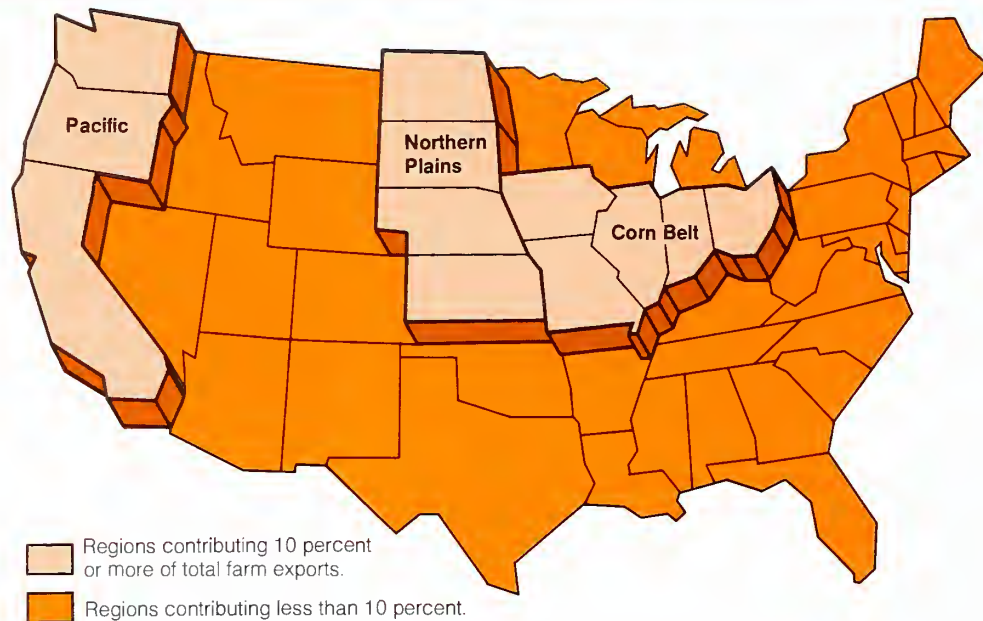 Pacific
Northern
Plains
Corn Belt
Regions contributing 10 percent
or more of total farm exports.
Regions contributing less than 10 percent.